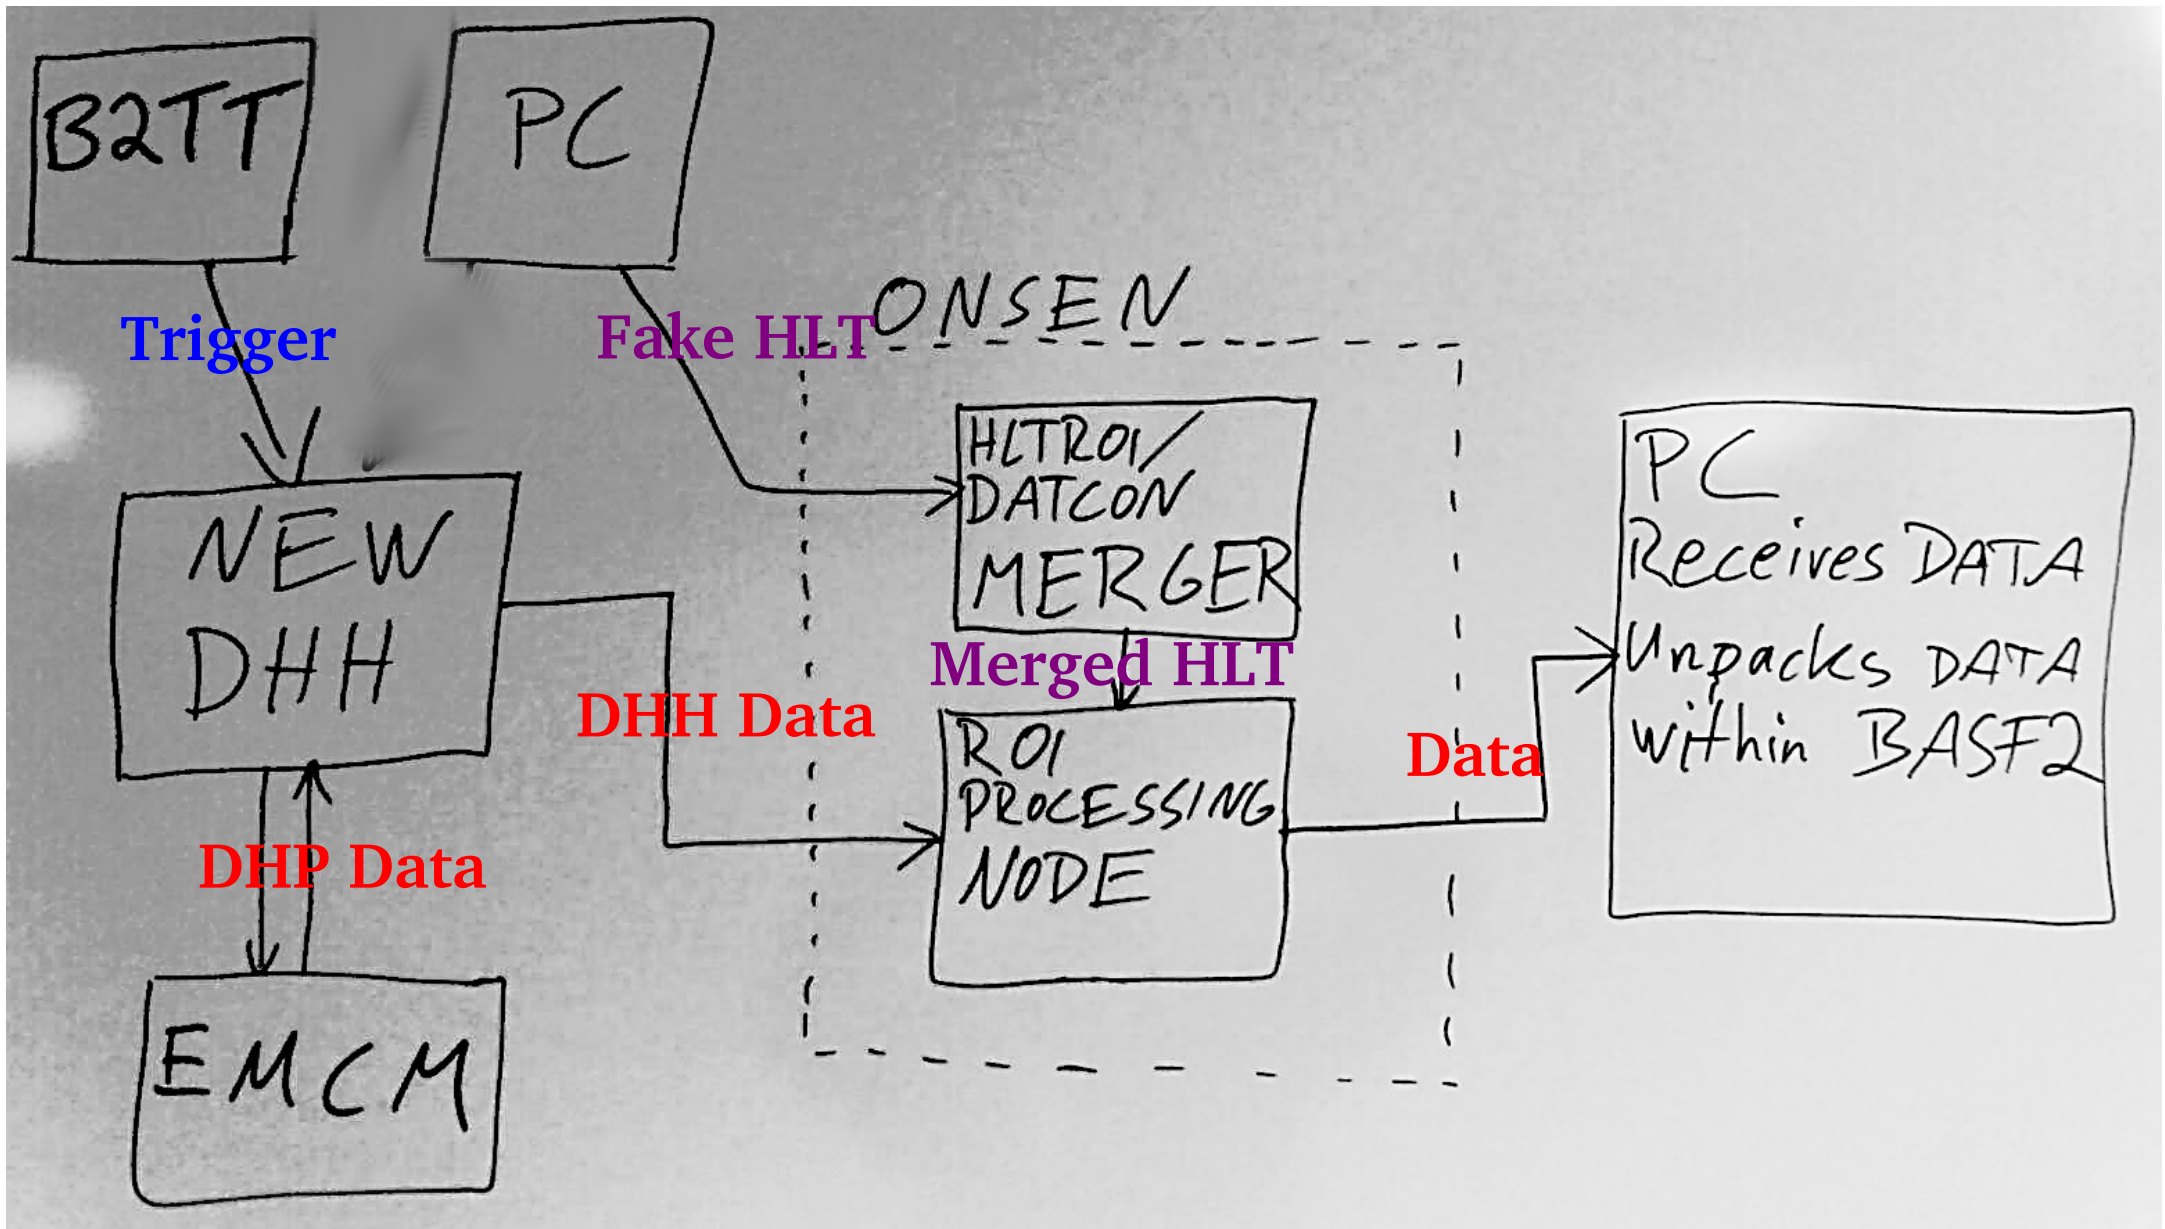 B2TT
PC
Trigger
Fake HLT
ONSEN
NEW
DHH
HLTROI/
DATCON
MERGER
Merged HLT
DHH Data
ROI
PROCESSING
NODE
Data
PC
Receives DATA
Unpacks DATA
within BASF2
DHP Data
EMCM